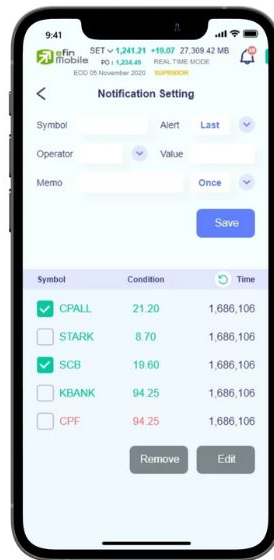 9:41
efin mobile SET 1,241.21 +19.07 27,309.42 MB
PO : 1,234.45 REAL TIME MODE
EOD 05 November 2020 SUPERIOR
Notification Setting
Symbol Alert Last
Operator Value
Memo Once
Save
Symbol Condition Time
CPALL 21.20 1,686,106
STARK 8.70 1,686,106
SCB 19.60 1,686,106
KBANK 94.25 1,686,106
CPF 94.25 1,686,106
Remove Edit